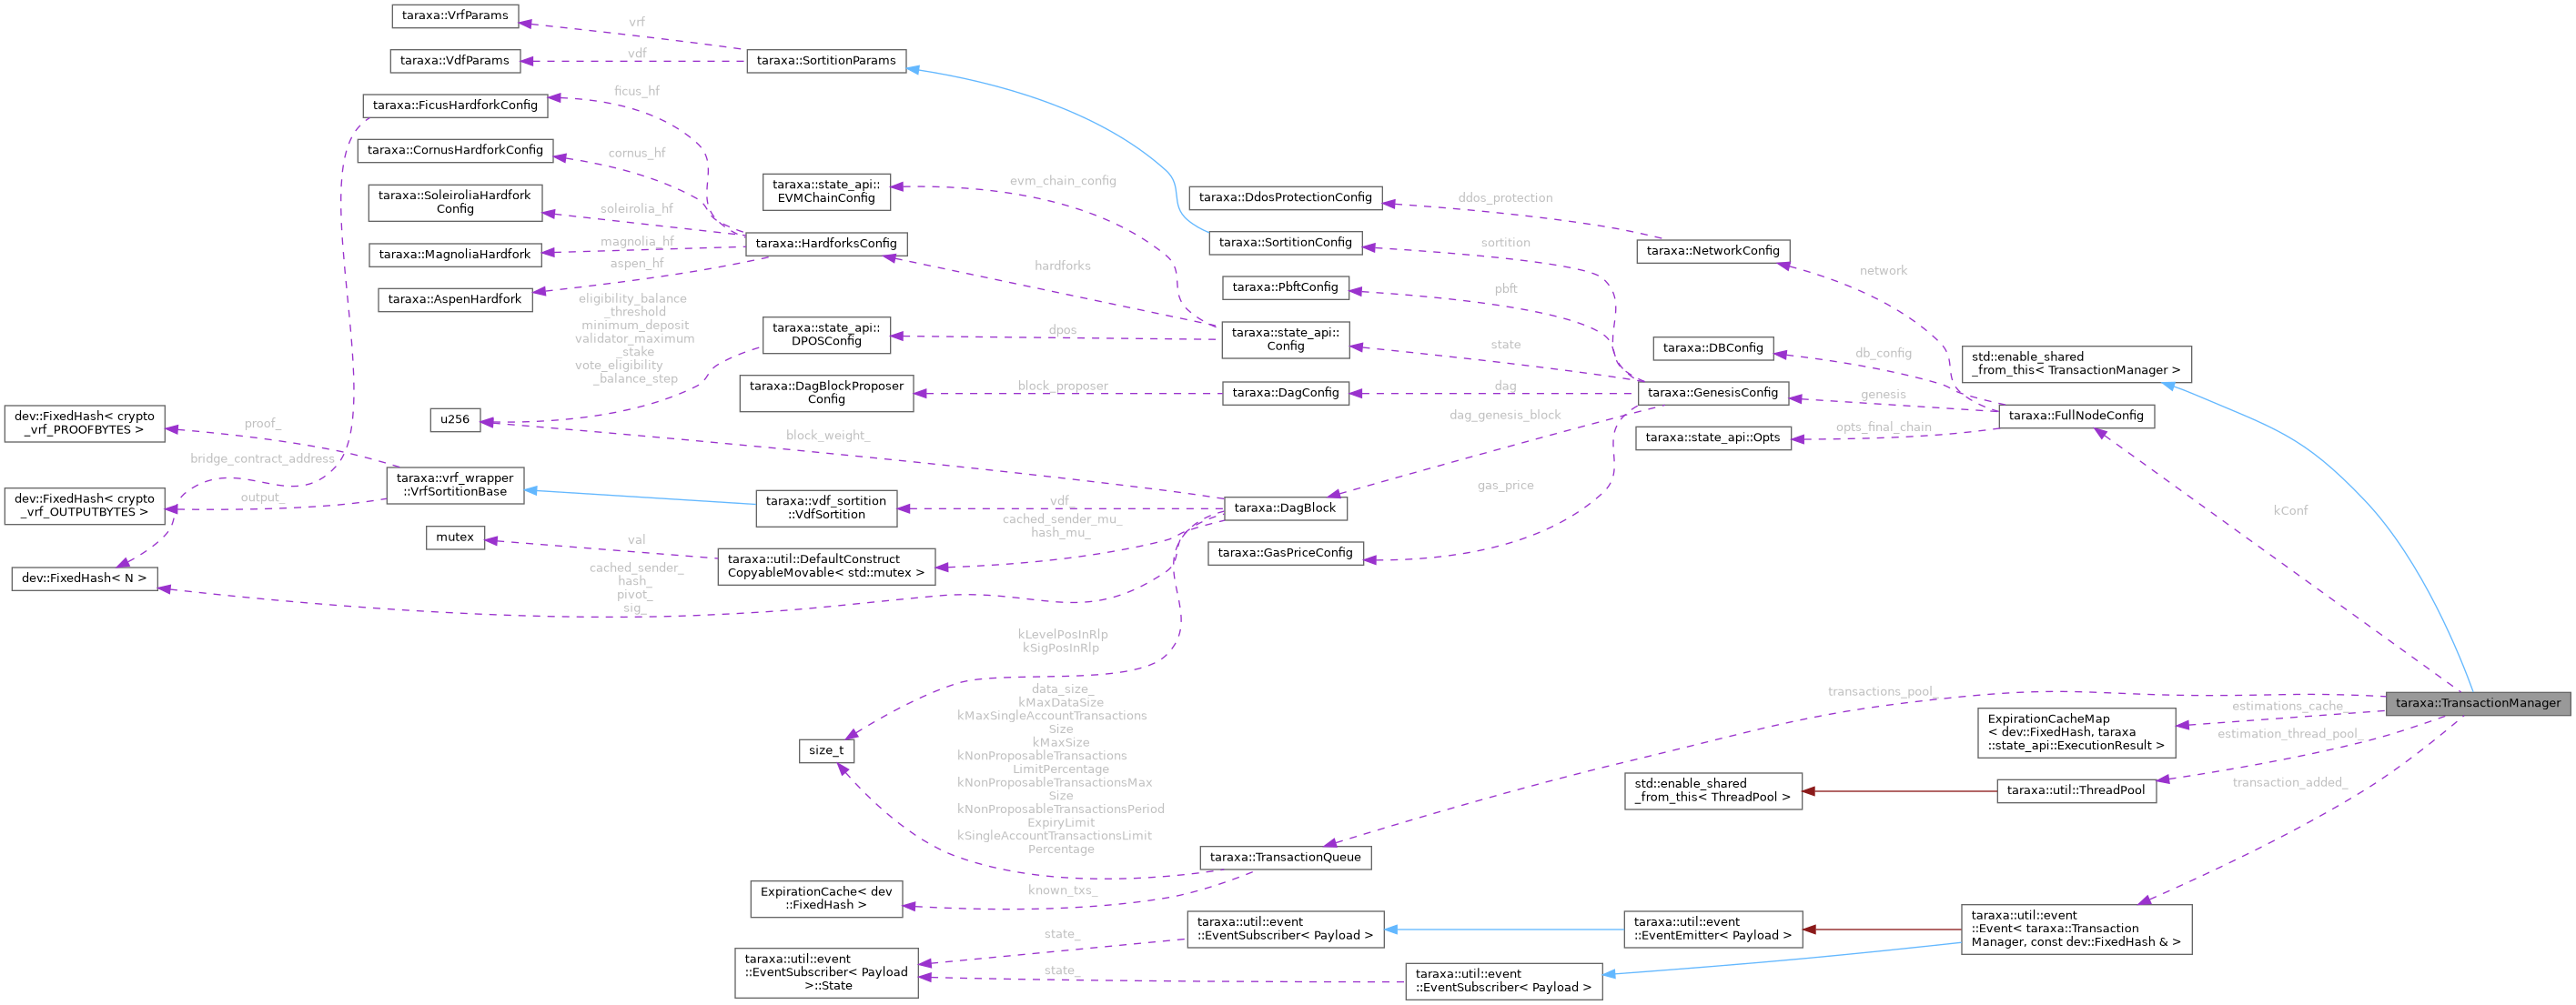 taraxa::VrfParams
vrf
taraxa::VdfParams
vdf
taraxa::SortitionParams
taraxa::FicusHardforkConfig
ficus_hf
taraxa::CornusHardforkConfig
cornus_hf
taraxa::SoleiroliaHardfork
Config
soleirolia_hf
taraxa::MagnoliaHardfork
magnolia_hf
taraxa::AspenHardfork
aspen_hf
taraxa::HardforksConfig
taraxa::state_api::
EVMChainConfig
evm_chain_config
hardforks
taraxa::state_api::
DPOSConfig
dpos
eligibility_balance
_threshold
minimum_deposit
validator_maximum
_stake
vote_eligibility
_balance_step
taraxa::DagBlockProposer
Config
block_proposer
u256
block_weight_
dev::FixedHash< crypto
_vrf_PROOFBYTES >
proof_
bridge_contract_address
dev::FixedHash< crypto
_vrf_OUTPUTBYTES >
output_
taraxa::vrf_wrapper
::VrfSortitionBase
taraxa::vdf_sortition
::VdfSortition
vdf_
mutex
val
taraxa::util::DefaultConstruct
CopyableMovable< std::mutex >
cached_sender_mu_
hash_mu_
dev::FixedHash< N >
cached_sender_
hash_
pivot_
sig_
kLevelPosInRlp
kSigPosInRlp
size_t
data_size_
kMaxDataSize
kMaxSingleAccountTransactions
Size
kMaxSize
kNonProposableTransactions
LimitPercentage
kNonProposableTransactionsMax
Size
kNonProposableTransactionsPeriod
ExpiryLimit
kSingleAccountTransactionsLimit
Percentage
ExpirationCache< dev
::FixedHash >
known_txs_
taraxa::util::event
::EventSubscriber< Payload
>::State
state_
state_
taraxa::DdosProtectionConfig
ddos_protection
taraxa::SortitionConfig
sortition
taraxa::PbftConfig
pbft
taraxa::state_api::
Config
state
taraxa::DagConfig
dag
dag_genesis_block
taraxa::DagBlock
gas_price
taraxa::GasPriceConfig
taraxa::NetworkConfig
network
taraxa::DBConfig
db_config
taraxa::GenesisConfig
genesis
taraxa::state_api::Opts
opts_final_chain
std::enable_shared
_from_this< TransactionManager >
taraxa::FullNodeConfig
kConf
taraxa::TransactionManager
transactions_pool_
estimations_cache_
ExpirationCacheMap
< dev::FixedHash, taraxa
::state_api::ExecutionResult >
estimation_thread_pool_
taraxa::util::ThreadPool
std::enable_shared
_from_this< ThreadPool >
transaction_added_
taraxa::TransactionQueue
taraxa::util::event
::EventSubscriber< Payload >
taraxa::util::event
::EventEmitter< Payload >
taraxa::util::event
::Event< taraxa::Transaction
Manager, const dev::FixedHash & >
taraxa::util::event
::EventSubscriber< Payload >